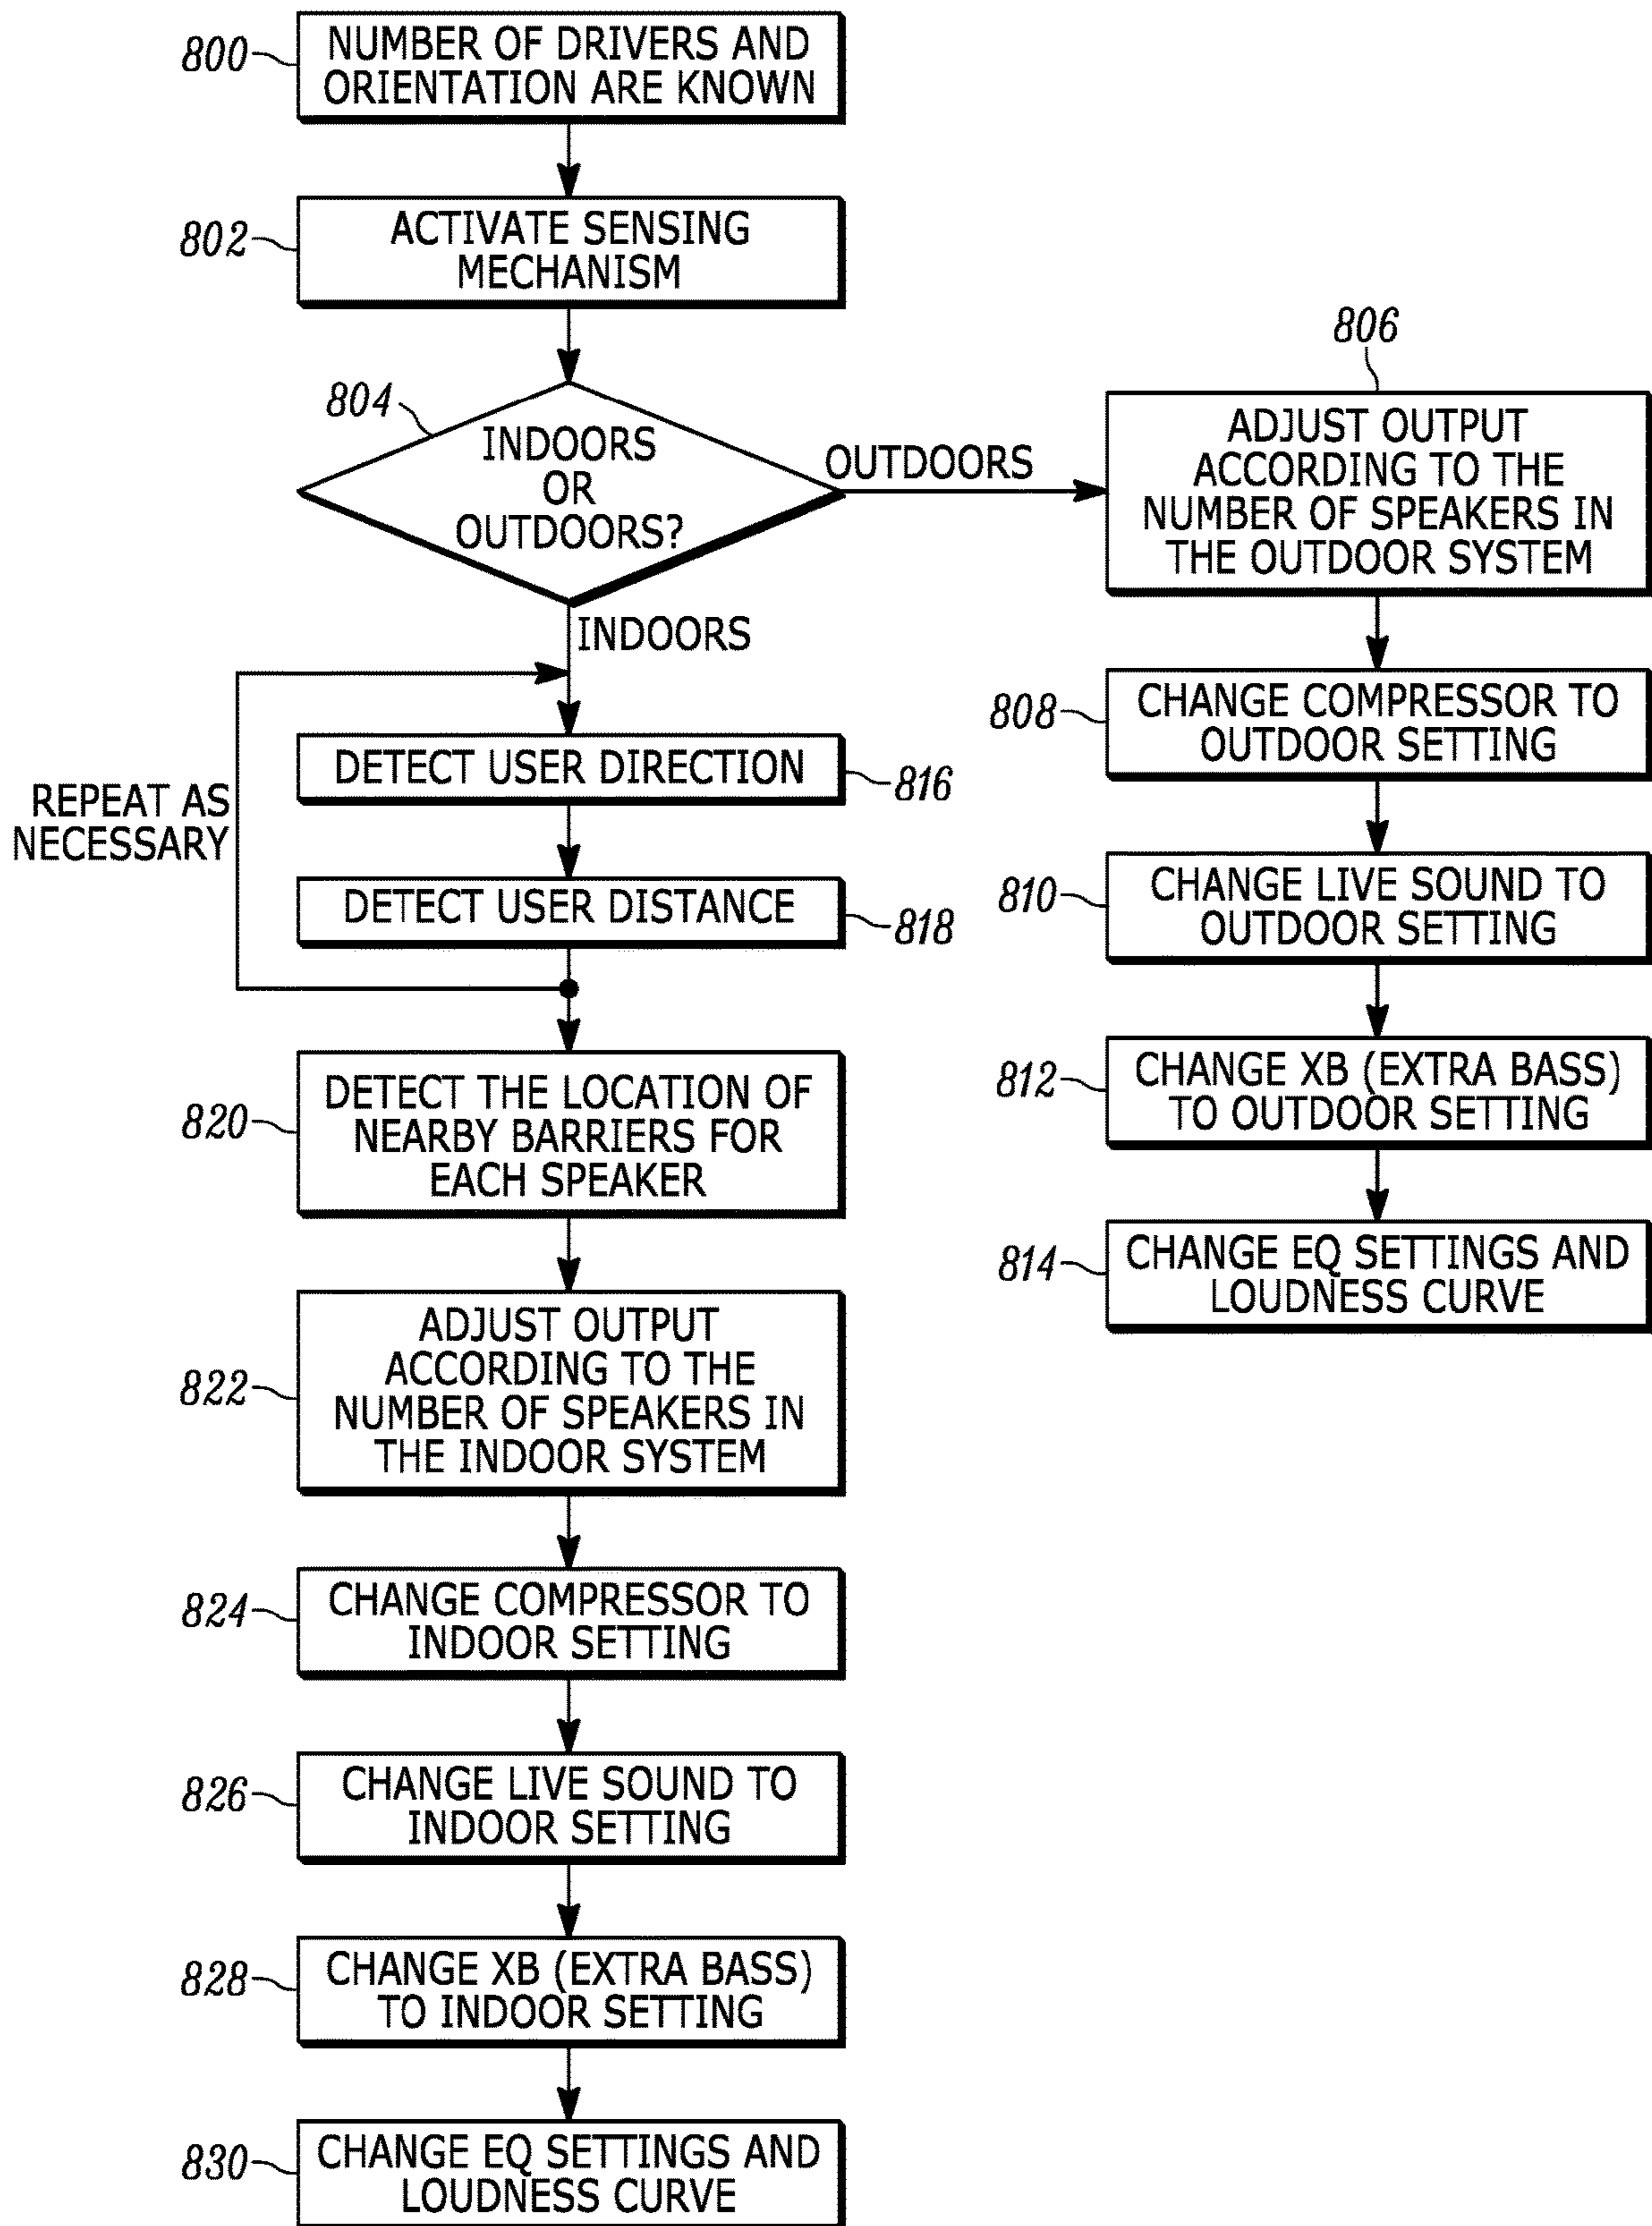 800
NUMBER OF DRIVERS AND
ORIENTATION ARE KNOWN
802
ACTIVATE SENSING
MECHANISM
804
INDOORS
OR
OUTDOORS?
OUTDOORS
INDOORS
806
ADJUST OUTPUT
ACCORDING TO THE
NUMBER OF SPEAKERS IN
THE OUTDOOR SYSTEM
808
CHANGE COMPRESSOR TO
OUTDOOR SETTING
810
CHANGE LIVE SOUND TO
OUTDOOR SETTING
812
CHANGE XB (EXTRA BASS)
TO OUTDOOR SETTING
814
CHANGE EQ SETTINGS AND
LOUDNESS CURVE
REPEAT AS
NECESSARY
DETECT USER DIRECTION
816
DETECT USER DISTANCE
818
820
DETECT THE LOCATION OF
NEARBY BARRIERS FOR
EACH SPEAKER
822
ADJUST OUTPUT
ACCORDING TO THE
NUMBER OF SPEAKERS IN
THE INDOOR SYSTEM
824
CHANGE COMPRESSOR TO
INDOOR SETTING
826
CHANGE LIVE SOUND TO
INDOOR SETTING
828
CHANGE XB (EXTRA BASS)
TO INDOOR SETTING
830
CHANGE EQ SETTINGS AND
LOUDNESS CURVE